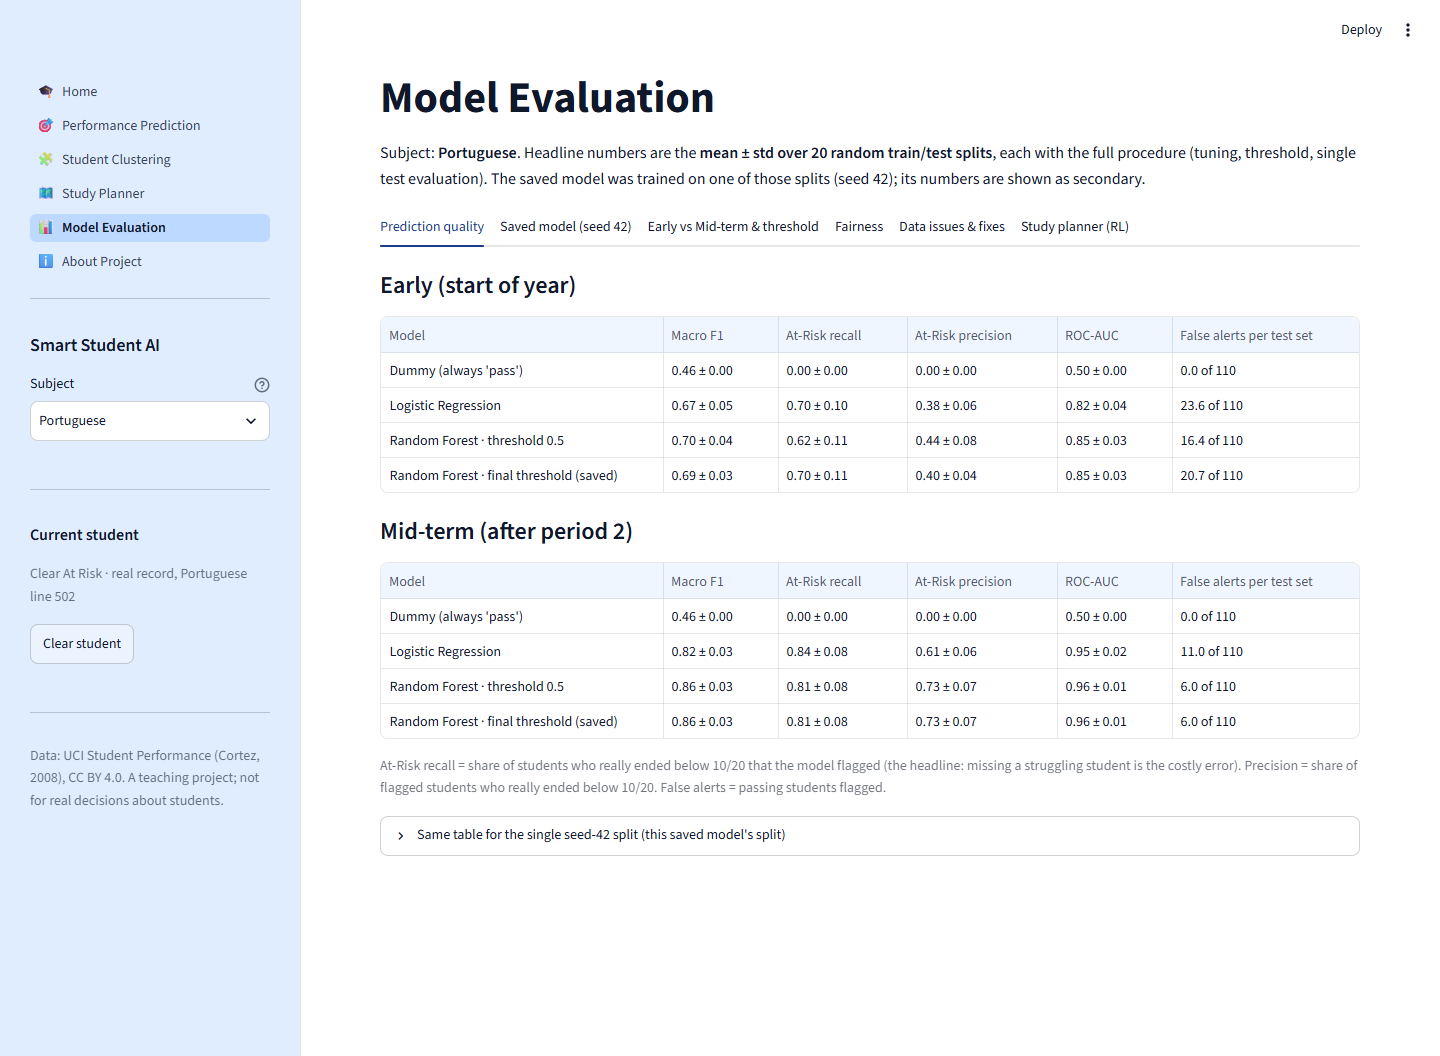 Deploy
Home
Performance Prediction
Student Clustering
Study Planner
Model Evaluation
About Project
Smart Student AI
Subject
Portuguese
Current student
Clear At Risk · real record, Portuguese
line 502
Clear student
Data: UCI Student Performance (Cortez,
2008), CC BY 4.0. A teaching project; not
for real decisions about students.
Model Evaluation
Subject: Portuguese. Headline numbers are the mean ± std over 20 random train/test splits, each with the full procedure (tuning, threshold, single
test evaluation). The saved model was trained on one of those splits (seed 42); its numbers are shown as secondary.
Prediction quality Saved model (seed 42) Early vs Mid-term & threshold Fairness Data issues & fixes Study planner (RL)
Early (start of year)
Model Macro F1 At-Risk recall At-Risk precision ROC-AUC False alerts per test set
Dummy (always 'pass') 0.46 ± 0.00 0.00 ± 0.00 0.00 ± 0.00 0.50 ± 0.00 0.0 of 110
Logistic Regression 0.67 ± 0.05 0.70 ± 0.10 0.38 ± 0.06 0.82 ± 0.04 23.6 of 110
Random Forest · threshold 0.5 0.70 ± 0.04 0.62 ± 0.11 0.44 ± 0.08 0.85 ± 0.03 16.4 of 110
Random Forest · final threshold (saved) 0.69 ± 0.03 0.70 ± 0.11 0.40 ± 0.04 0.85 ± 0.03 20.7 of 110
Mid-term (after period 2)
Model Macro F1 At-Risk recall At-Risk precision ROC-AUC False alerts per test set
Dummy (always 'pass') 0.46 ± 0.00 0.00 ± 0.00 0.00 ± 0.00 0.50 ± 0.00 0.0 of 110
Logistic Regression 0.82 ± 0.03 0.84 ± 0.08 0.61 ± 0.06 0.95 ± 0.02 11.0 of 110
Random Forest · threshold 0.5 0.86 ± 0.03 0.81 ± 0.08 0.73 ± 0.07 0.96 ± 0.01 6.0 of 110
Random Forest · final threshold (saved) 0.86 ± 0.03 0.81 ± 0.08 0.73 ± 0.07 0.96 ± 0.01 6.0 of 110
At-Risk recall = share of students who really ended below 10/20 that the model flagged (the headline: missing a struggling student is the costly error). Precision = share of
flagged students who really ended below 10/20. False alerts = passing students flagged.
Same table for the single seed-42 split (this saved model's split)